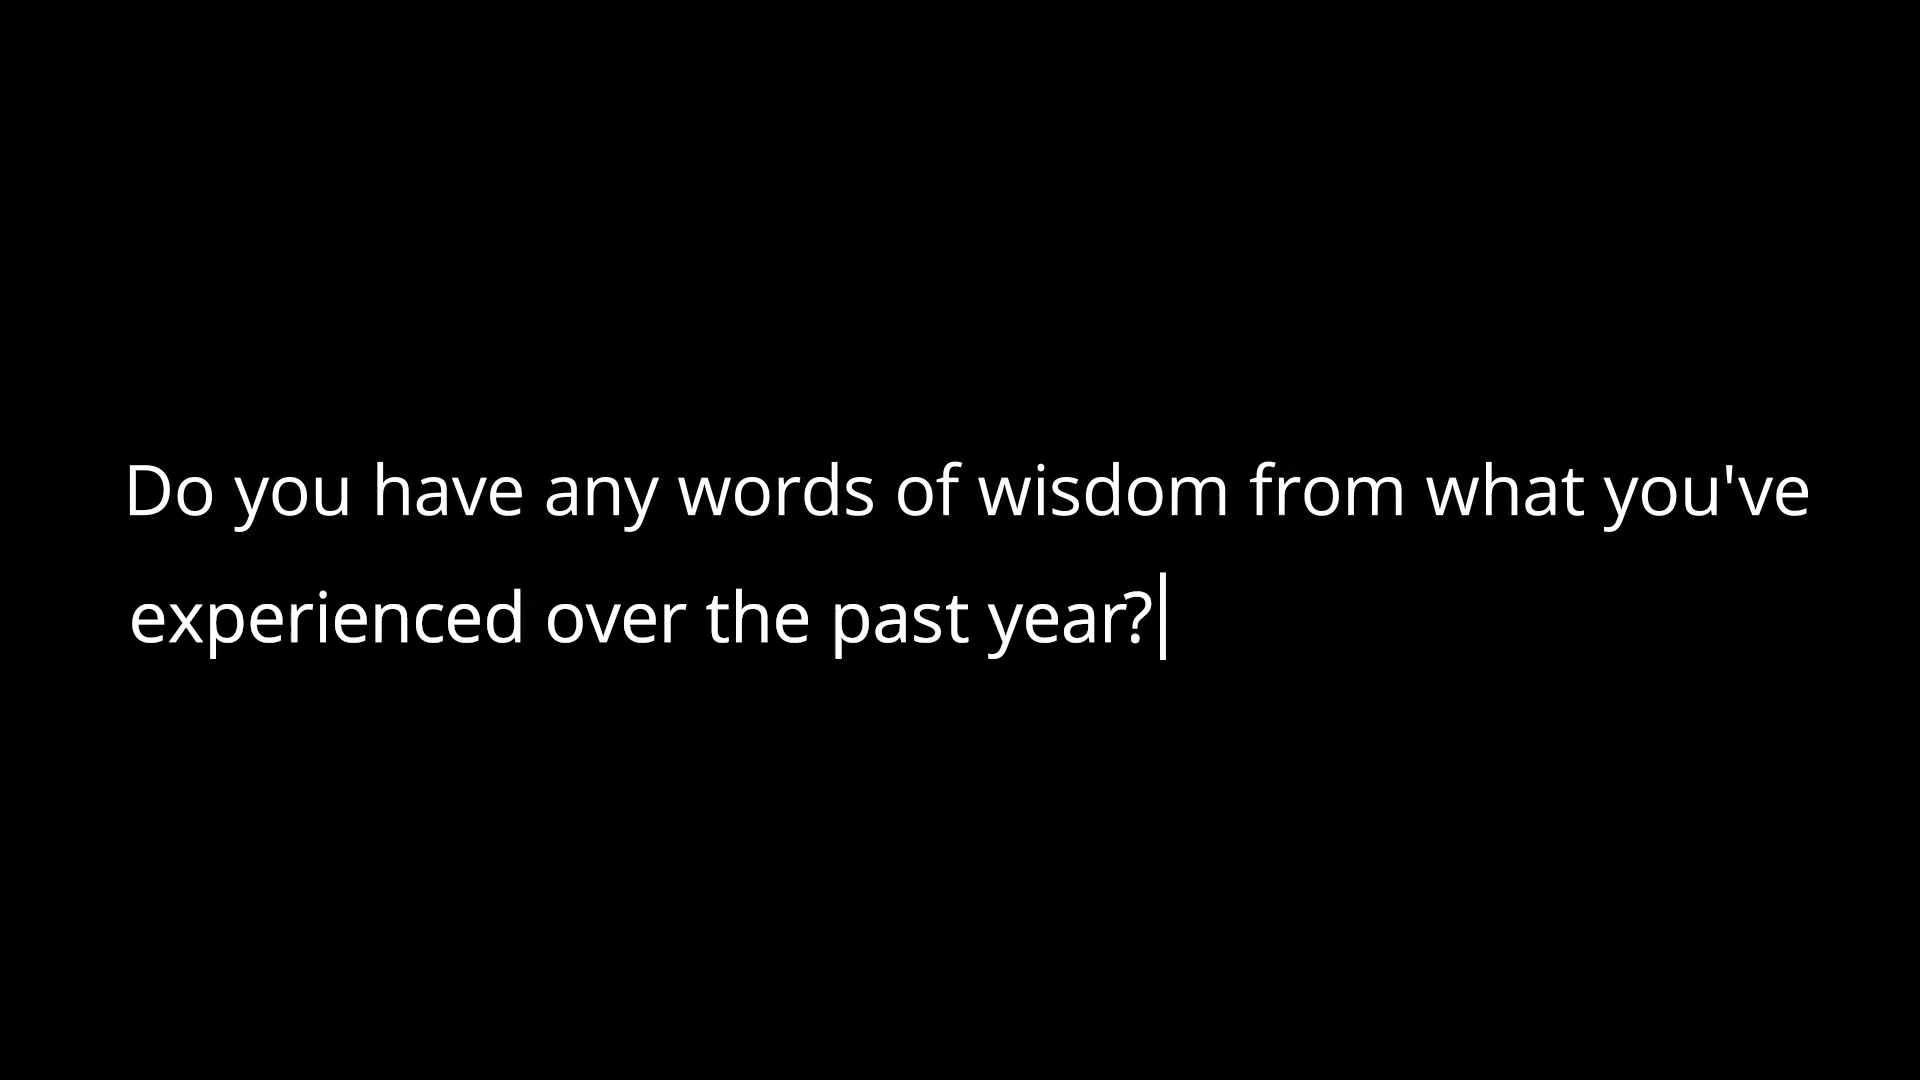 Do you have any words of wisdom from what you've
experienced over the past year?